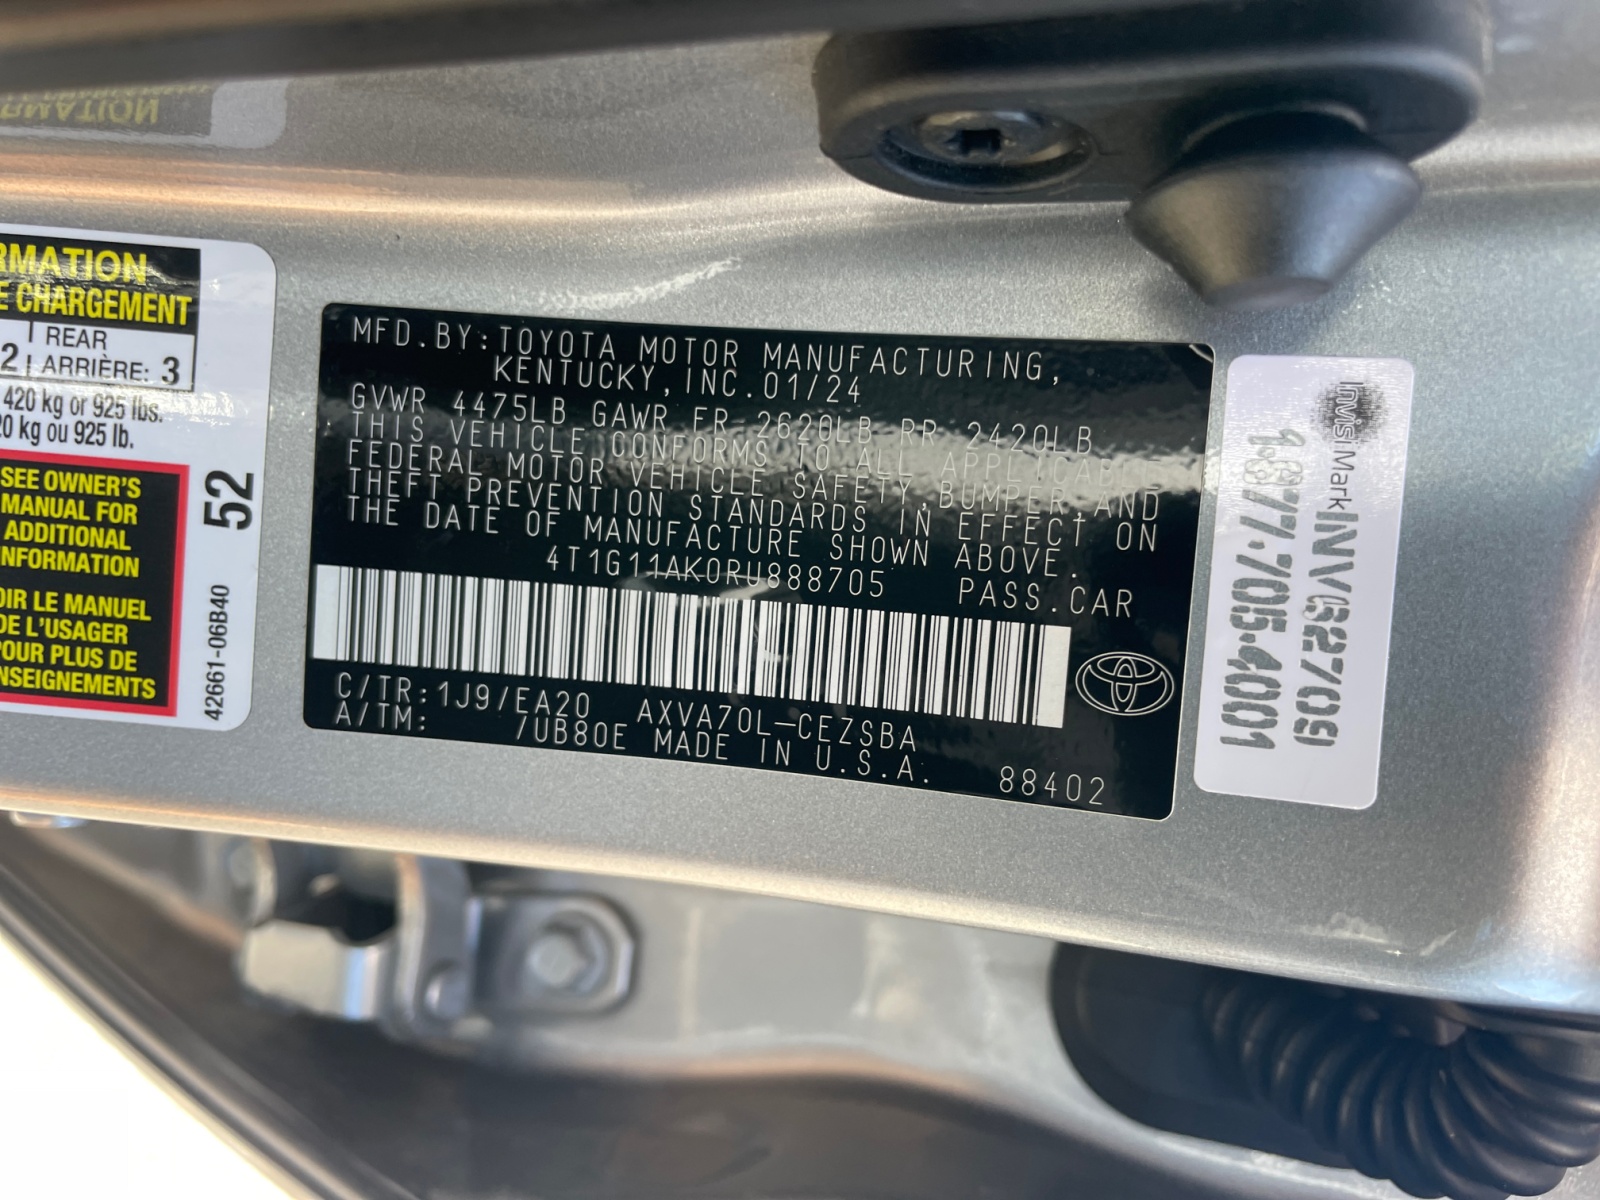 RMATION
E CHARGEMENT
2 REAR
ARRIÈRE: 3
420 kg or 925 lbs.
20 kg ou 925 lb.
SEE OWNER'S
MANUAL FOR
ADDITIONAL
INFORMATION
OIR LE MANUEL
DE L'USAGER
POUR PLUS DE
NSEIGNEMENTS
52
42661-06B40
MFD.BY:TOYOTA MOTOR MANUFACTURING,
KENTUCKY,INC.01/24
GVWR 4475LB GAWR FR 2620LB RR 2420LB
THIS VEHICLE CONFORMS TO ALL APPLICABLE
FEDERAL MOTOR VEHICLE SAFETY,BUMPER,AND
THEFT PREVENTION STANDARDS IN EFFECT ON
THE DATE OF MANUFACTURE SHOWN ABOVE.
4T1G11AK0RU888705 PASS.CAR
C/TR:1J9/EA20 AXVA70L-CEZSBA
A/TM: /UB80E MADE IN U.S.A.
88402
InvisiMark
INV62709
1.877.705.4001